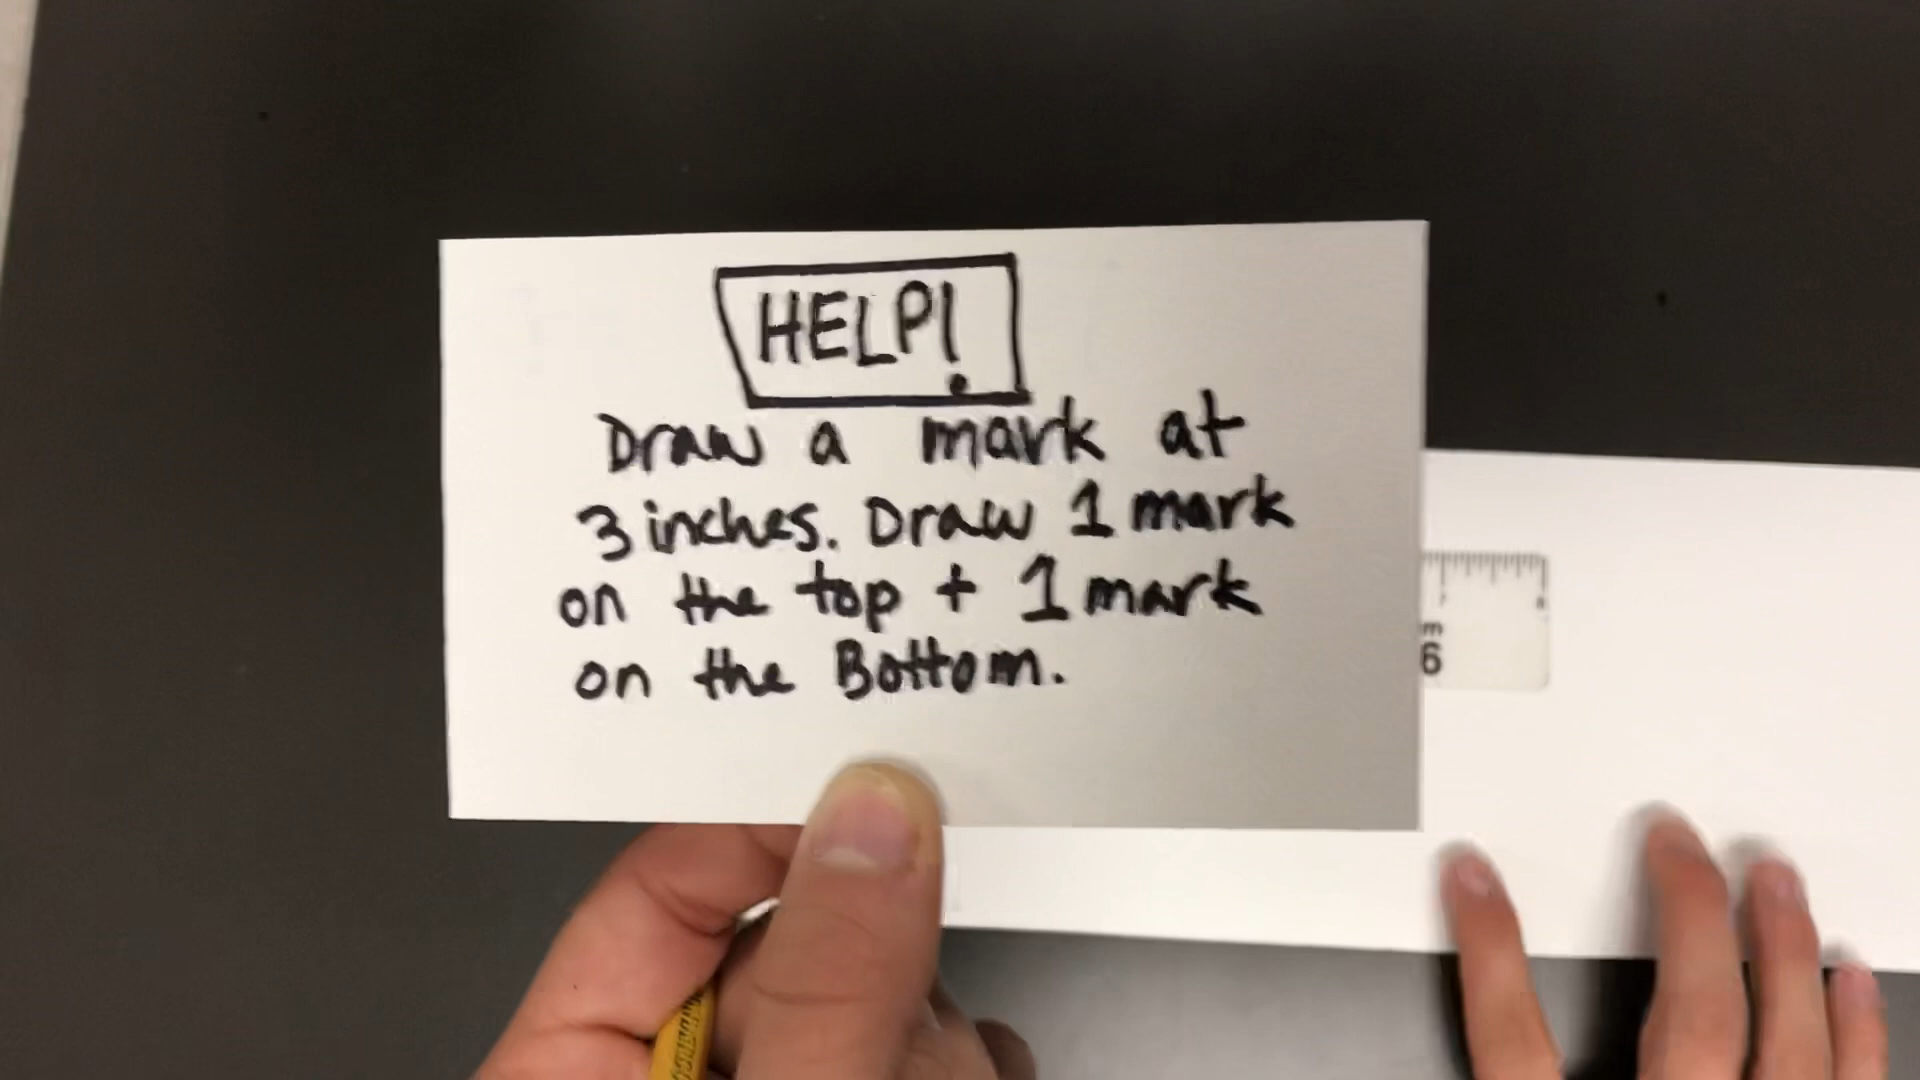 HELP!
Draw a mark at
3 inches. Draw 1 mark
on the top + 1 mark
on the Bottom.
m
6